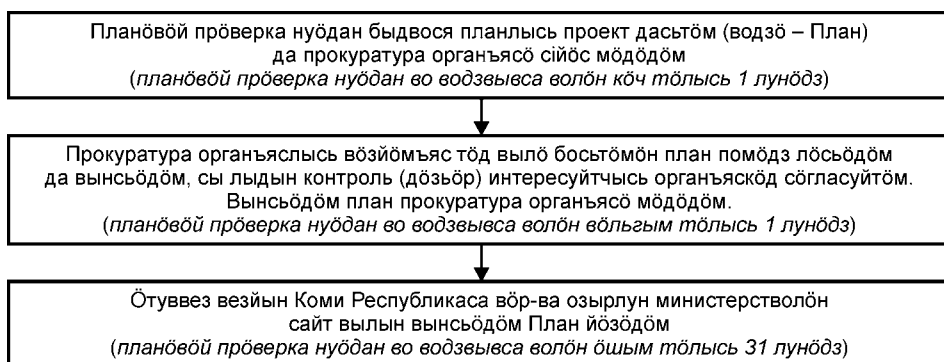 Планӧвӧй прӧверка нуӧдан быдвося планлысь проект дасьтӧм (водзӧ – План)
да прокуратура органъясӧ сійӧс мӧдӧдӧм
(планӧвӧй прӧверка нуӧдан во водзвывса волӧн кӧч тӧлысь 1 лунӧдз)
Прокуратура органъяслысь вӧзйӧмъяс тӧд вылӧ босьтӧмӧн план помӧдз лӧсьӧдӧм
да вынсьӧдӧм, сы лыдын контроль (дӧзьӧр) интересуйтчысь органъяскӧд сӧгласуйтӧм.
Вынсьӧдӧм план прокуратура органъясӧ мӧдӧдӧм.
(планӧвӧй прӧверка нуӧдан во водзвывса волӧн вӧльгым тӧлысь 1 лунӧдз)
Ӧтуввез везйын Коми Республикаса вӧр-ва озырлун министерстволӧн
сайт вылын вынсьӧдӧм План йӧзӧдӧм
(планӧвӧй прӧверка нуӧдан во водзвывса волӧн ӧшым тӧлысь 31 лунӧдз)